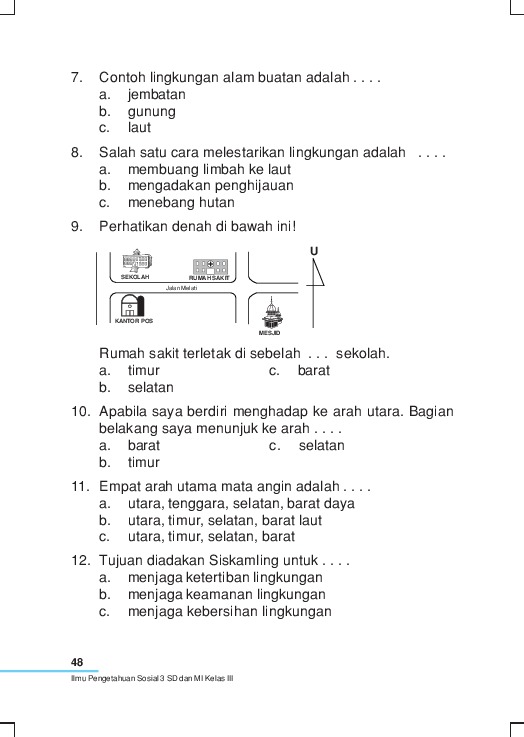 7. Contoh lingkungan alam buatan adalah . . . .
a. jembatan
b. gunung
c. laut
8. Salah satu cara melestarikan lingkungan adalah . . . .
a. membuang limbah ke laut
b. mengadakan penghijauan
c. menebang hutan
9. Perhatikan denah di bawah ini!
U
SEKOLAH
RUMAH SAKIT
Jalan Melati
KANTOR POS
MESJID
Rumah sakit terletak di sebelah . . . sekolah.
a. timur c. barat
b. selatan
10. Apabila saya berdiri menghadap ke arah utara. Bagian
belakang saya menunjuk ke arah . . . .
a. barat c. selatan
b. timur
11. Empat arah utama mata angin adalah . . . .
a. utara, tenggara, selatan, barat daya
b. utara, timur, selatan, barat laut
c. utara, timur, selatan, barat
12. Tujuan diadakan Siskamling untuk . . . .
a. menjaga ketertiban lingkungan
b. menjaga keamanan lingkungan
c. menjaga kebersihan lingkungan
48
Ilmu Pengetahuan Sosial 3 SD dan MI Kelas III